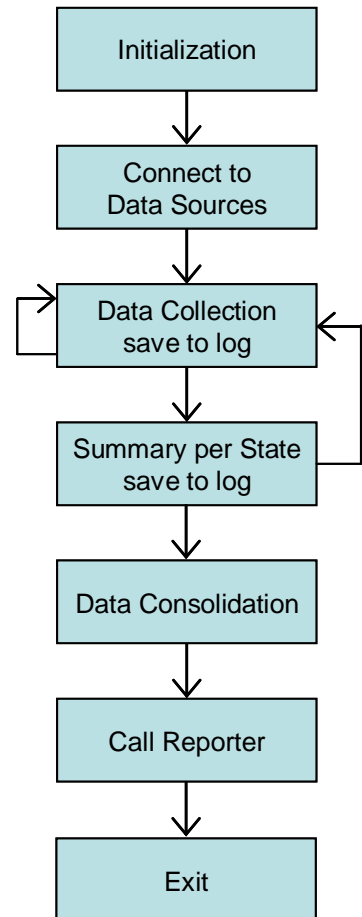 Initialization
Connect to
Data Sources
Data Collection
save to log
Summary per State
save to log
Data Consolidation
Call Reporter
Exit